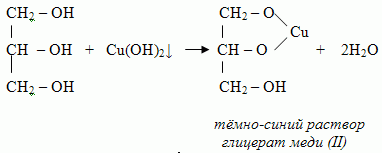 CH₂ – OH CH₂ – O
Cu
CH – OH + Cu(OH)₂↓ → CH – O + 2H₂O
CH₂ – OH CH₂ – OH
тёмно-синий раствор
глицерат меди (II)
.